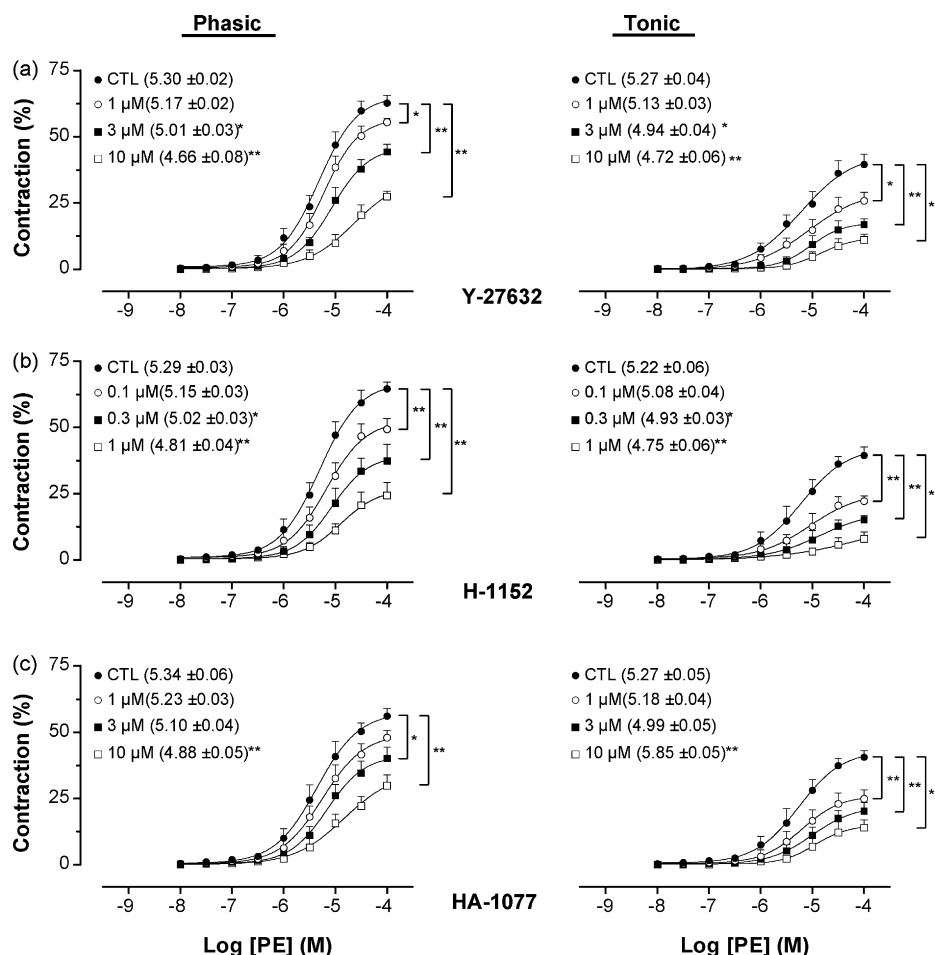 Phasic
Tonic
(a)
Contraction (%)
75
50
25
0
CTL (5.30 ±0.02)
1 µM(5.17 ±0.02)
3 µM (5.01 ±0.03)*
10 µM (4.66 ±0.08)**
*
**
**
-9 -8 -7 -6 -5 -4
CTL (5.27 ±0.04)
1 µM(5.13 ±0.03)
3 µM (4.94 ±0.04) *
10 µM (4.72 ±0.06) **
*
**
*
-9 -8 -7 -6 -5 -4
Y-27632
(b)
Contraction (%)
75
50
25
0
CTL (5.29 ±0.03)
0.1 µM(5.15 ±0.03)
0.3 µM (5.02 ±0.03)*
1 µM (4.81 ±0.04)**
**
**
**
-9 -8 -7 -6 -5 -4
CTL (5.22 ±0.06)
0.1 µM(5.08 ±0.04)
0.3 µM (4.93 ±0.03)*
1 µM (4.75 ±0.06)**
**
**
*
-9 -8 -7 -6 -5 -4
H-1152
(c)
Contraction (%)
75
50
25
0
CTL (5.34 ±0.06)
1 µM(5.23 ±0.03)
3 µM (5.10 ±0.04)
10 µM (4.88 ±0.05)**
*
**
-9 -8 -7 -6 -5 -4
CTL (5.27 ±0.05)
1 µM(5.18 ±0.04)
3 µM (4.99 ±0.05)
10 µM (5.85 ±0.05)**
**
**
*
-9 -8 -7 -6 -5 -4
HA-1077
Log [PE] (M)
Log [PE] (M)